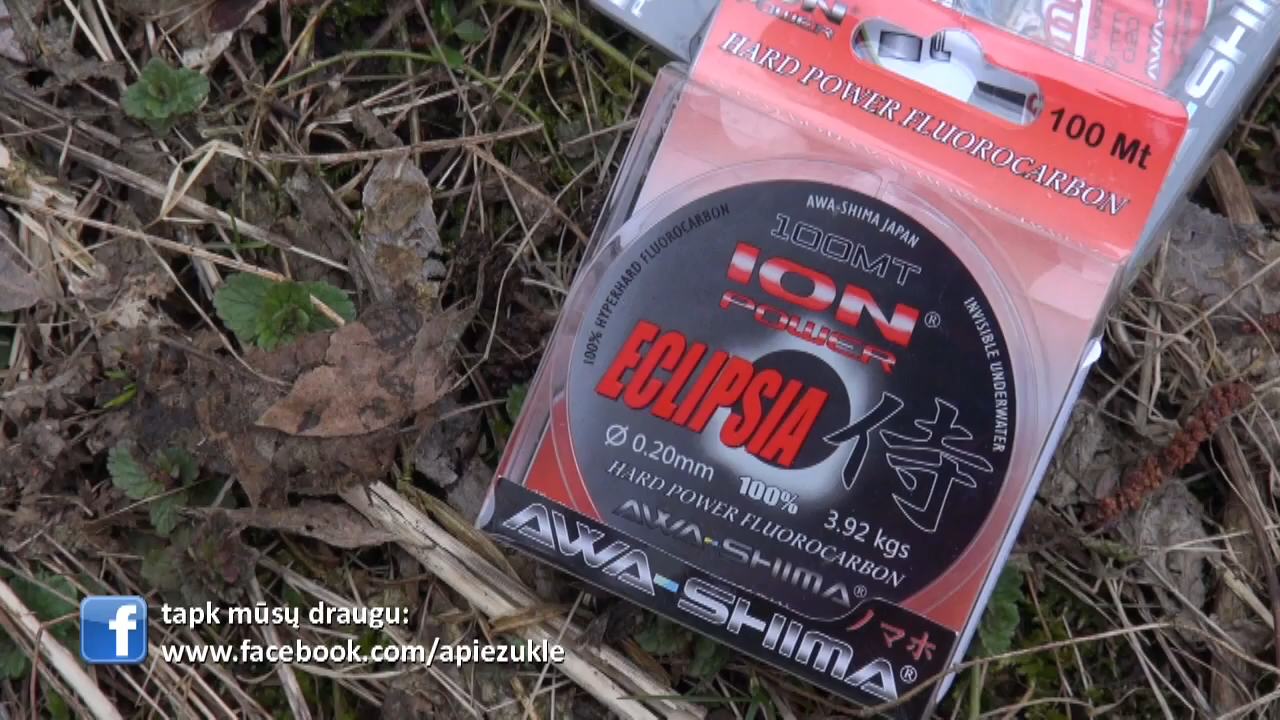 ION
POWER
HARD POWER FLUOROCARBON
100 Mt
AWA-SHIMA JAPAN
100% HYPERHARD FLUOROCARBON
INVISIBLE UNDERWATER
100MT
ION®
POWER
ECLIPSIA
侍
Ø 0.20mm
100%
3.92 kgs
HARD POWER FLUOROCARBON
AWA-SHIMA®
AWA-SHIMA®
ノマホ
tapk mūsų draugu:
www.facebook.com/apiezukle